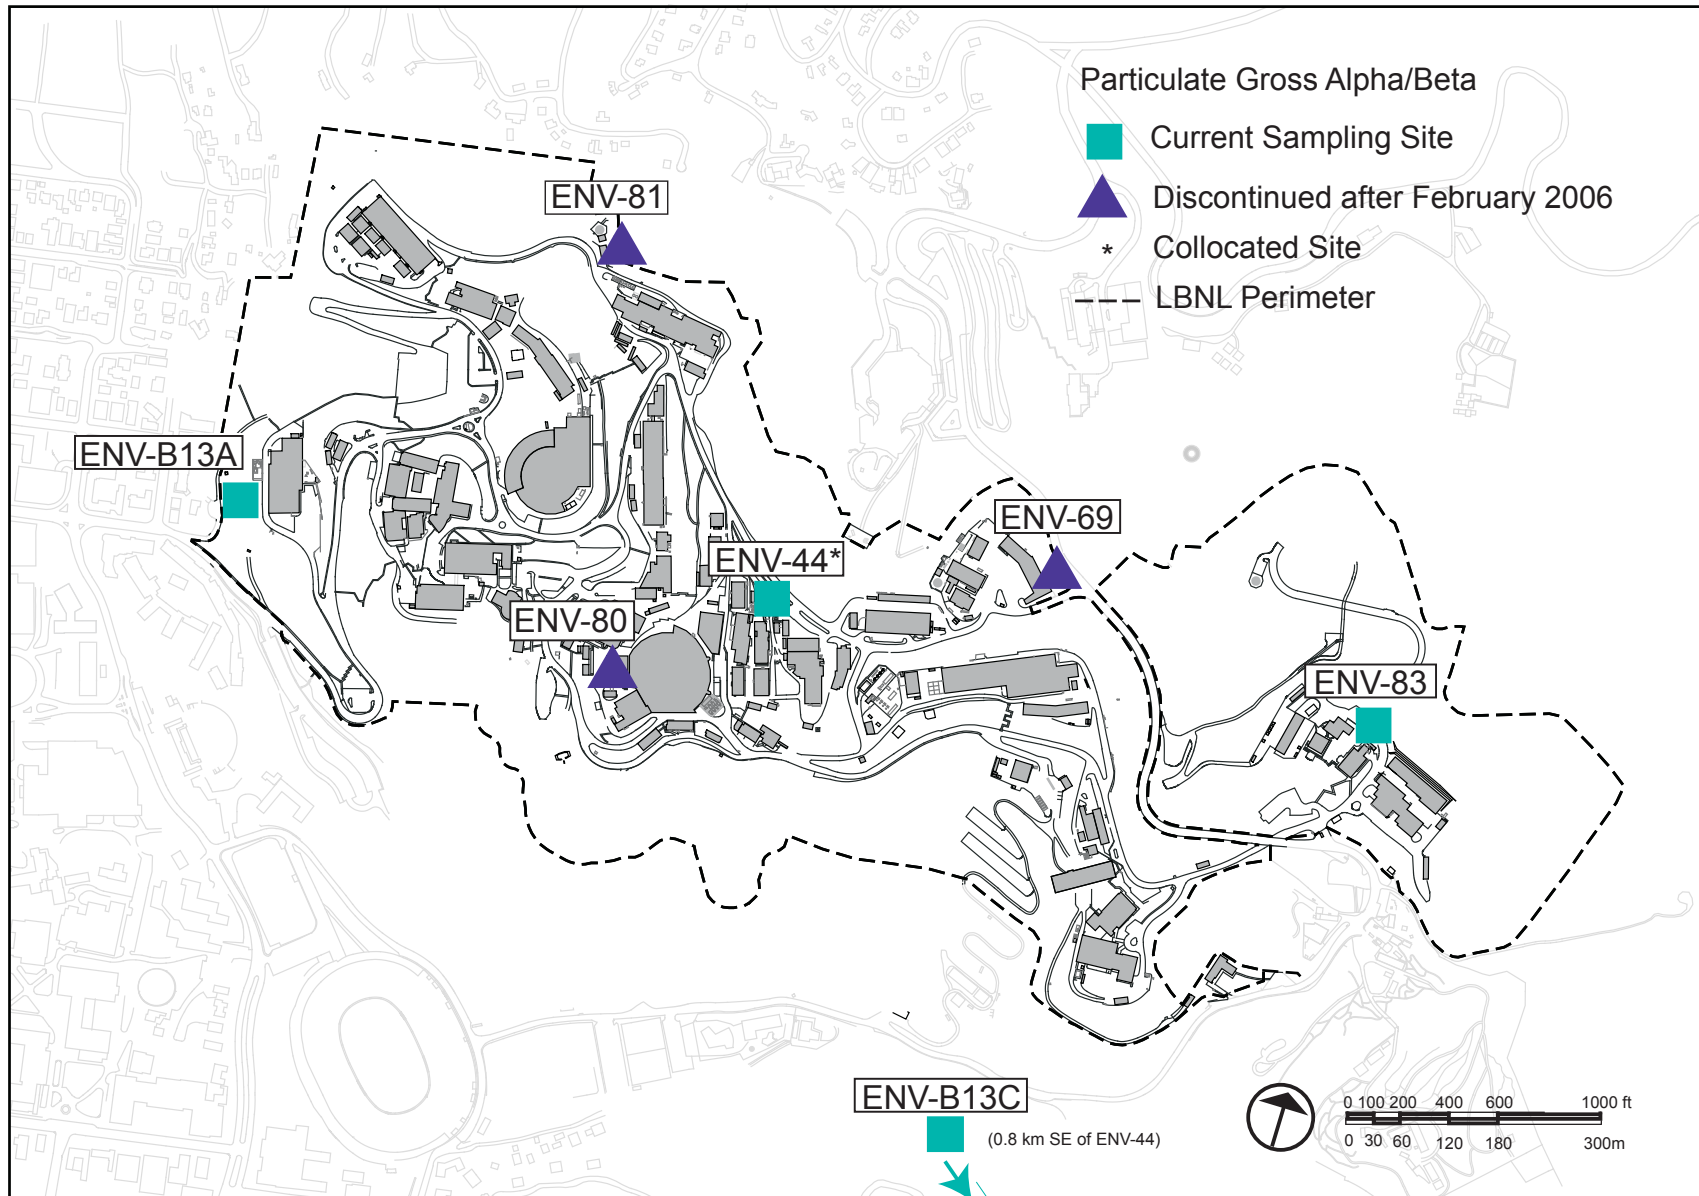 Particulate Gross Alpha/Beta
Current Sampling Site
Discontinued after February 2006
* Collocated Site
LBNL Perimeter
ENV-81
ENV-B13A
ENV-69
ENV-44*
ENV-80
ENV-83
ENV-B13C
(0.8 km SE of ENV-44)
0 100 200 400 600 1000 ft
0 30 60 120 180 300m